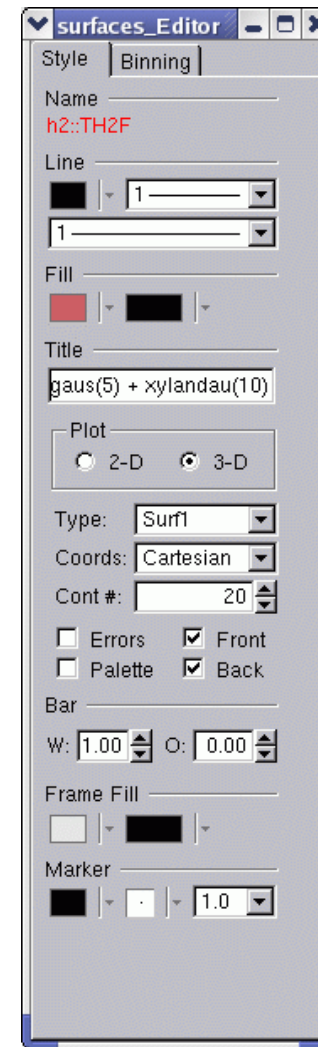 surfaces_Editor
Style Binning
Name
h2::TH2F
Line
1
1
Fill
Title
gaus(5) + xylandau(10)
Plot
2-D 3-D
Type: Surf1
Coords: Cartesian
Cont #: 20
Errors Front
Palette Back
Bar
W: 1.00 O: 0.00
Frame Fill
Marker
1.0